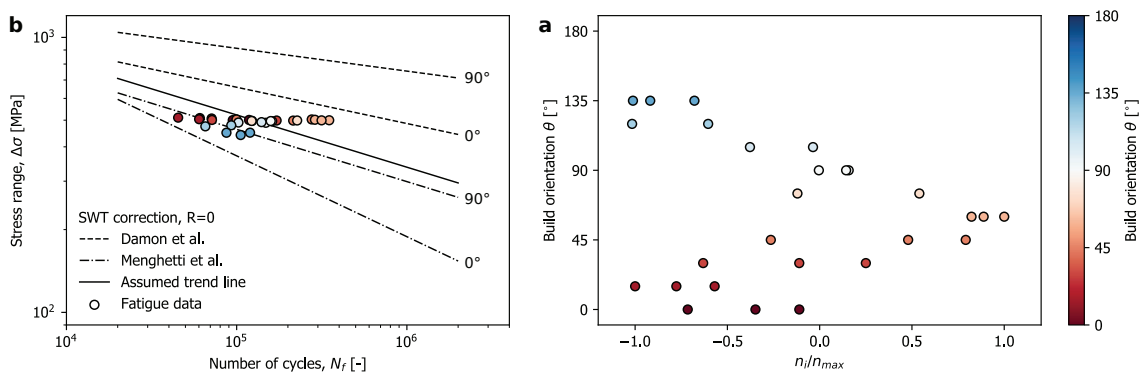 b
10³
10²
Stress range, Δσ [MPa]
90°
0°
90°
0°
SWT correction, R=0
Damon et al.
Menghetti et al.
Assumed trend line
Fatigue data
10⁴
10⁵
10⁶
Number of cycles, N_f [-]
a
180
135
90
45
0
Build orientation θ [°]
−1.0
−0.5
0.0
0.5
1.0
n_i/n_max
180
135
90
45
0
Build orientation θ [°]